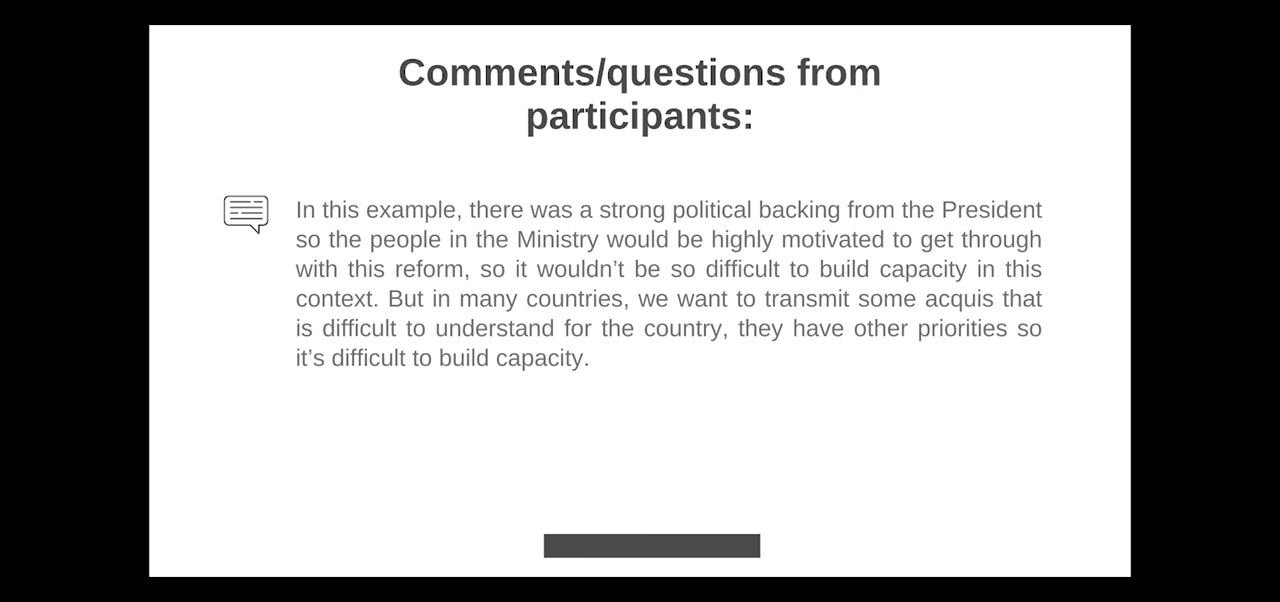 Comments/questions from
participants:
In this example, there was a strong political backing from the President
so the people in the Ministry would be highly motivated to get through
with this reform, so it wouldn’t be so difficult to build capacity in this
context. But in many countries, we want to transmit some acquis that
is difficult to understand for the country, they have other priorities so
it’s difficult to build capacity.